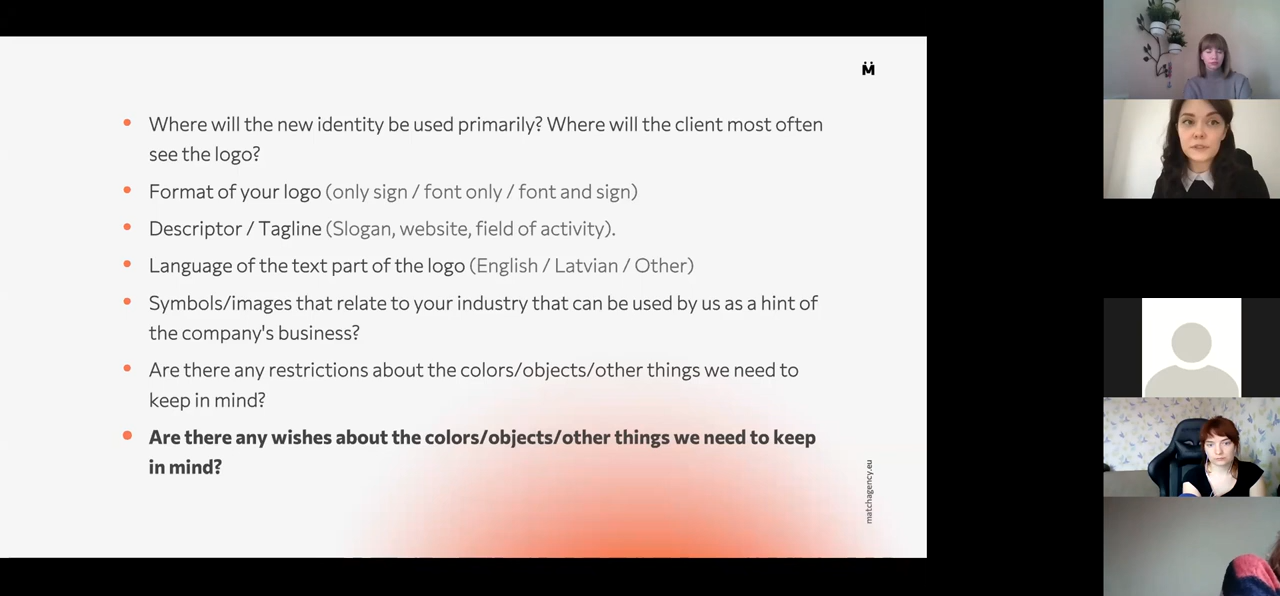 M̈
Where will the new identity be used primarily? Where will the client most often
see the logo?
Format of your logo (only sign / font only / font and sign)
Descriptor / Tagline (Slogan, website, field of activity).
Language of the text part of the logo (English / Latvian / Other)
Symbols/images that relate to your industry that can be used by us as a hint of
the company's business?
Are there any restrictions about the colors/objects/other things we need to
keep in mind?
Are there any wishes about the colors/objects/other things we need to keep
in mind?
matchagency.eu